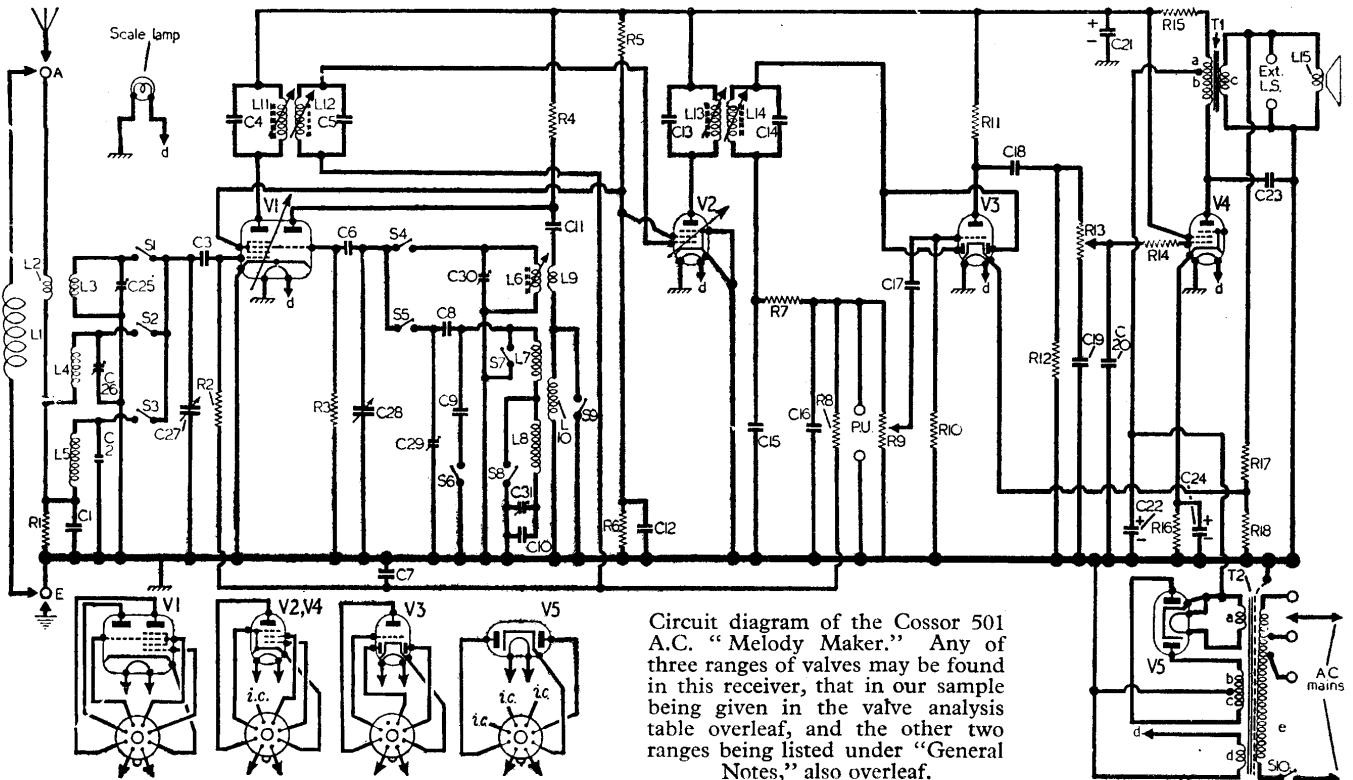 Scale lamp
A
d
L11
C4
L12
C5
R5
R4
L13
C13
L14
C14
R11
C18
C21
+
-
R15
T1
a
b
c
Ext.
L.S.
L15
V1
V2
V3
V4
C11
C23
L2
L3
S1
C25
C3
C6
S4
C30
L6
L9
d
d
d
d
R13
R14
L1
S2
L4
C26
S3
R2
C27
S5
C8
S7
L7
C17
R7
R12
C19
C20
L5
C2
R3
C28
C29
C9
S6
L8
S8
L10
S9
C15
C16
R8
P.U.
R9
R10
R17
R1
C1
C31
C10
R6
C12
C22
+
-
R16
C24
+
-
R18
E
C7
T2
V1
V2,V4
V3
V5
i.c.
i.c.
i.c.
i.c.
V5
a
b
c
d
d
e
A.C.
mains
S10
Circuit diagram of the Cossor 501
A.C. “Melody Maker.” Any of
three ranges of valves may be found
in this receiver, that in our sample
being given in the valve analysis
table overleaf, and the other two
ranges being listed under “General
Notes,” also overleaf.